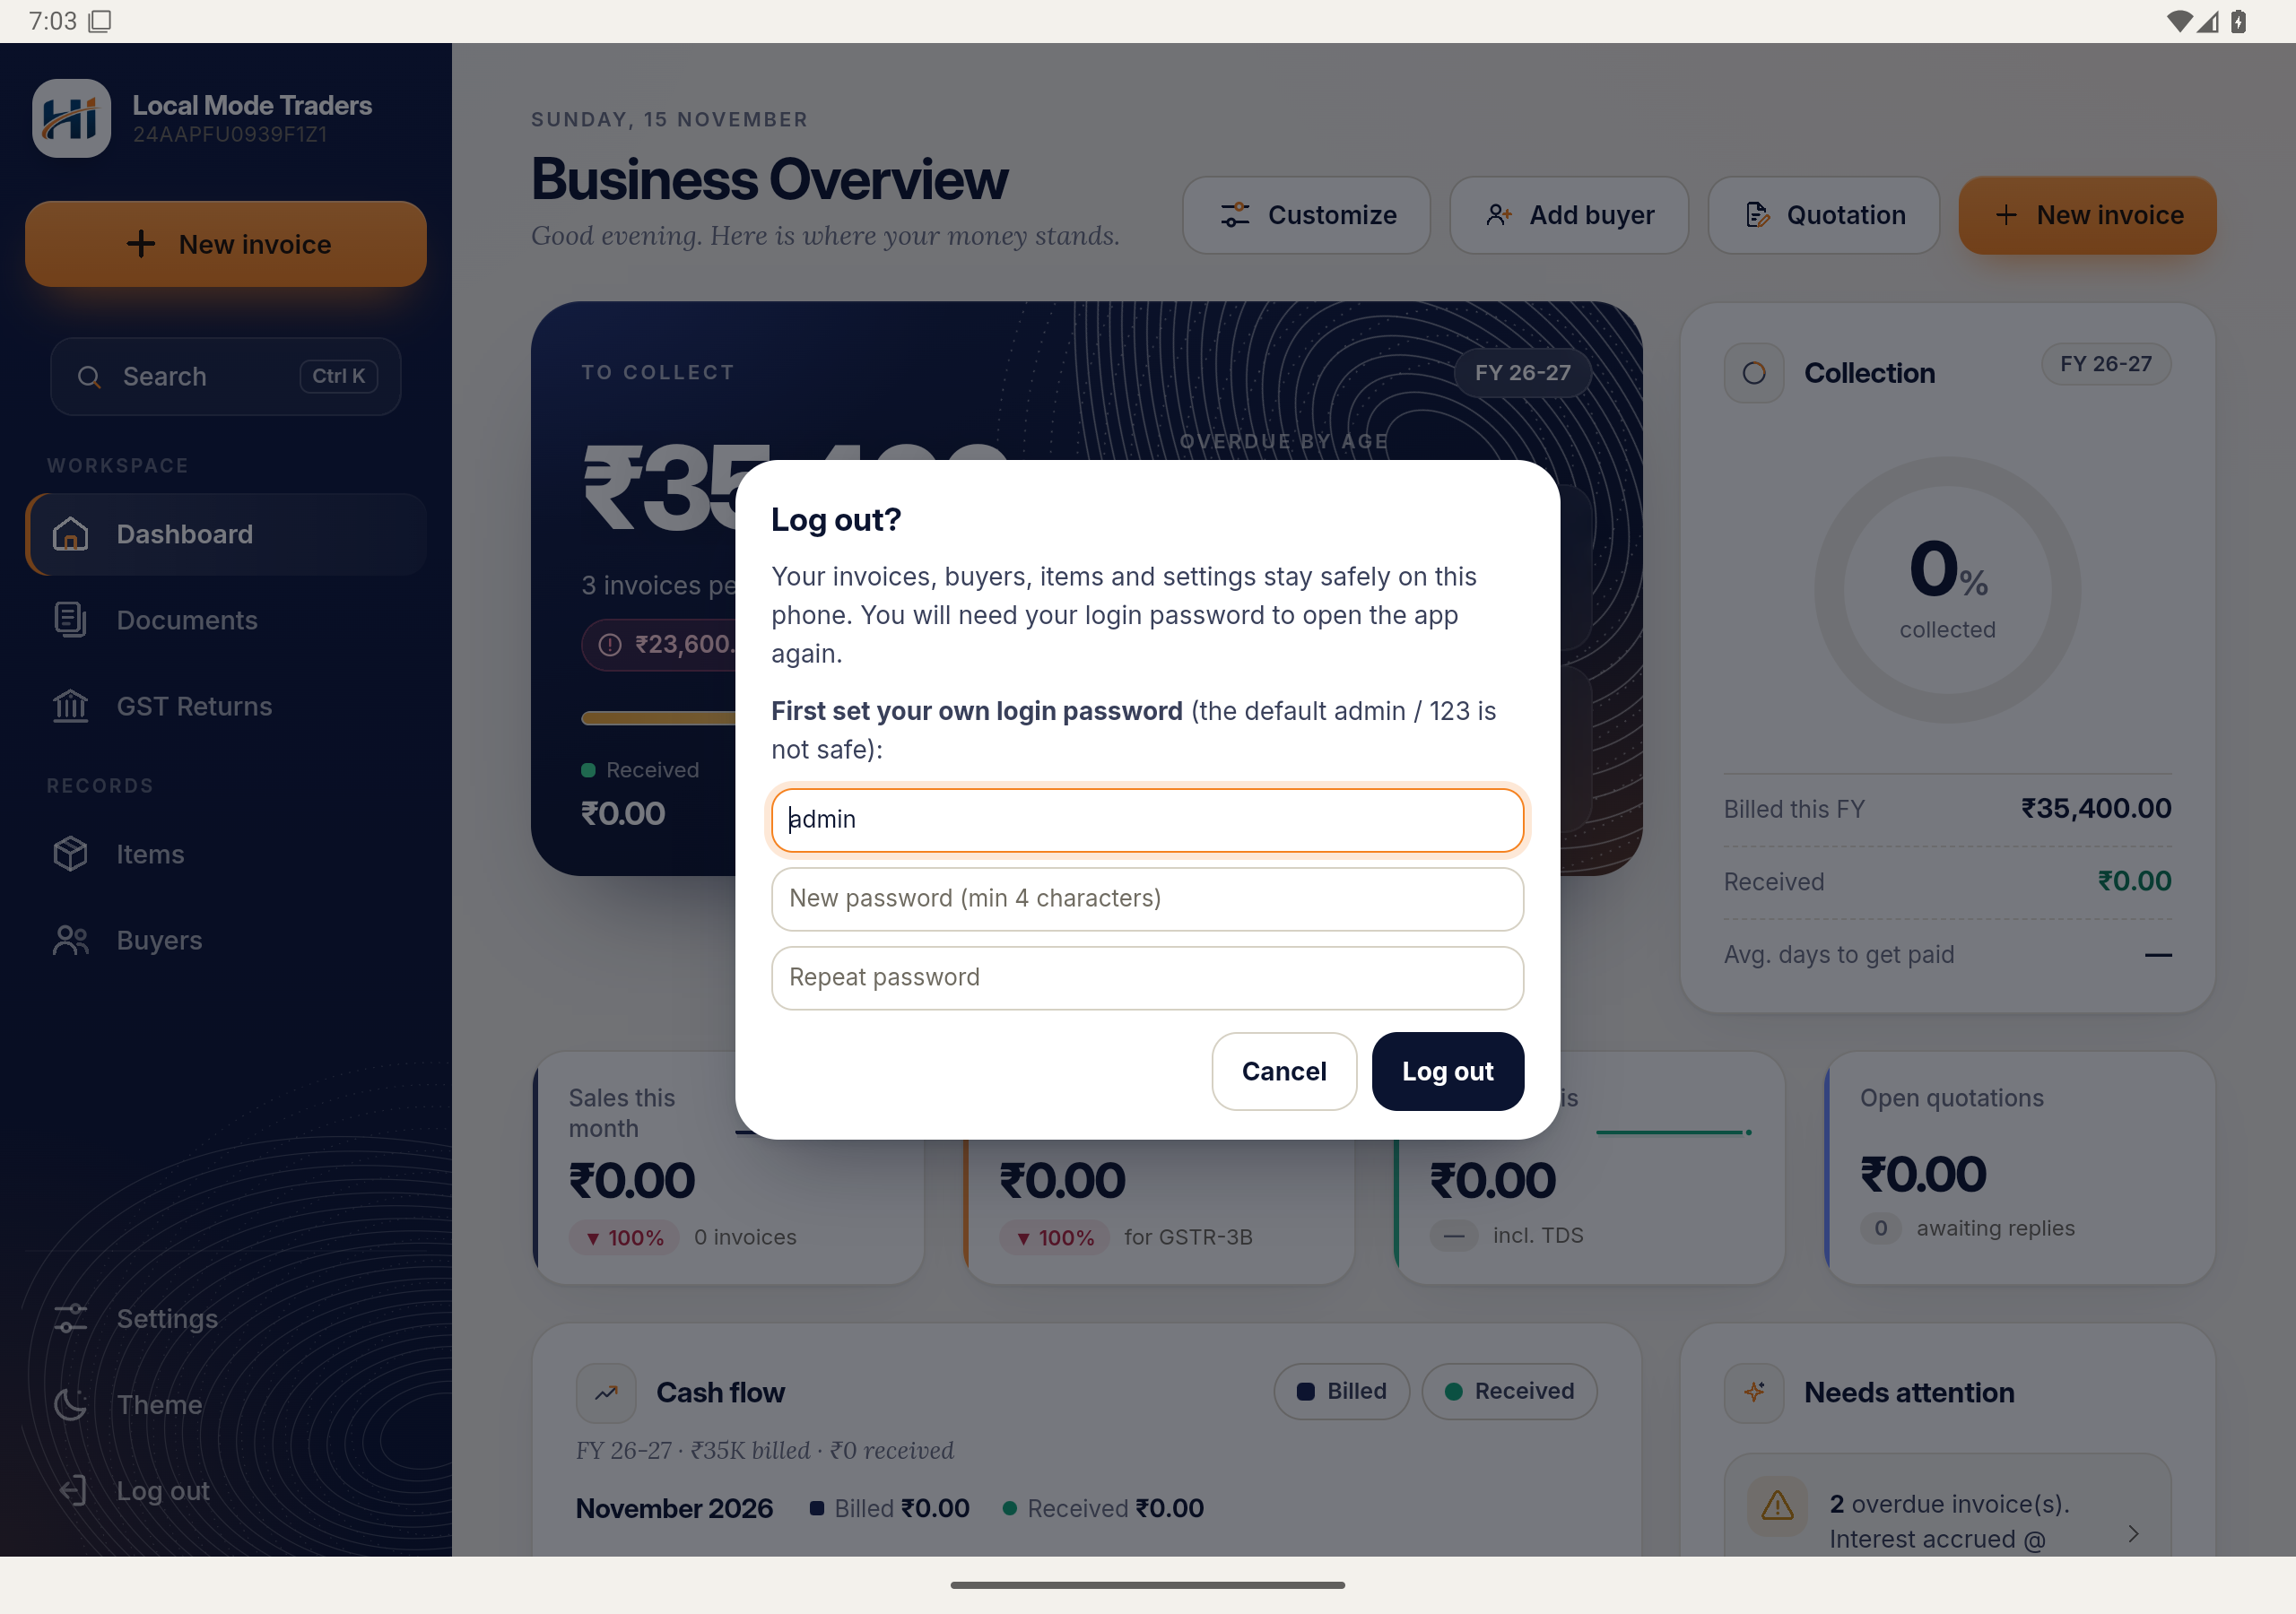 7:03
Hi
Local Mode Traders
24AAPFU0939F1Z1
New invoice
Search
Ctrl K
WORKSPACE
Dashboard
Documents
GST Returns
RECORDS
Items
Buyers
Settings
Theme
Log out
SUNDAY, 15 NOVEMBER
Business Overview
Good evening. Here is where your money stands.
Customize
Add buyer
Quotation
New invoice
TO COLLECT
FY 26-27
OVERDUE BY AGE
3 invoices
₹23,600.
Received
₹0.00
Collection
FY 26-27
0%
collected
Billed this FY
₹35,400.00
Received
₹0.00
Avg. days to get paid
—
Log out?
Your invoices, buyers, items and settings stay safely on this
phone. You will need your login password to open the app
again.
First set your own login password (the default admin / 123 is
not safe):
admin
New password (min 4 characters)
Repeat password
Cancel
Log out
Sales this
month
₹0.00
▼ 100%
0 invoices
₹0.00
▼ 100%
for GSTR-3B
₹0.00
—
incl. TDS
Open quotations
₹0.00
0
awaiting replies
Cash flow
Billed
Received
FY 26-27 · ₹35K billed · ₹0 received
November 2026
Billed ₹0.00
Received ₹0.00
Needs attention
2 overdue invoice(s).
Interest accrued @